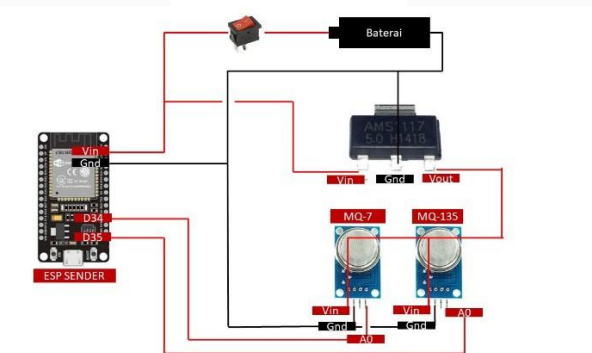 Baterai
AMS1117
5.0 H1418
Vin
Gnd
Vin
Gnd
Vout
D34
D35
ESP SENDER
MQ-7
MQ-135
Vin
Vin
A0
Gnd
Gnd
A0